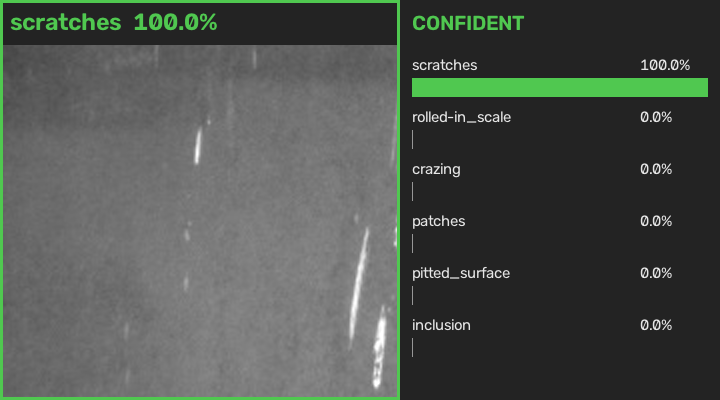 scratches 100.0%
CONFIDENT
scratches 100.0%
rolled-in_scale 0.0%
crazing 0.0%
patches 0.0%
pitted_surface 0.0%
inclusion 0.0%